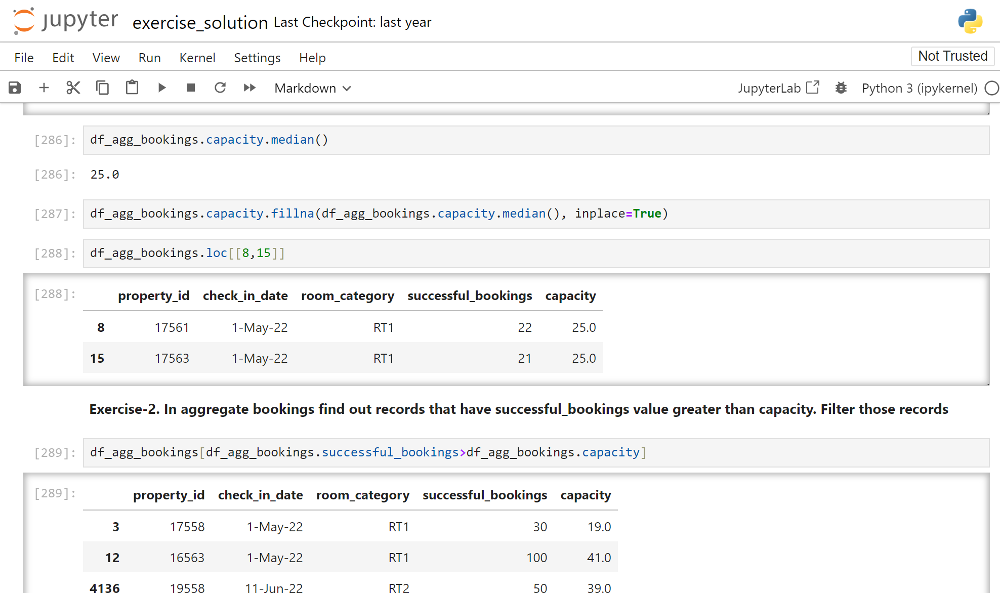 jupyter exercise_solution Last Checkpoint: last year
File Edit View Run Kernel Settings Help Not Trusted
Markdown JupyterLab Python 3 (ipykernel)
[286]: df_agg_bookings.capacity.median()
[286]: 25.0
[287]: df_agg_bookings.capacity.fillna(df_agg_bookings.capacity.median(), inplace=True)
[288]: df_agg_bookings.loc[[8,15]]
[288]: property_id check_in_date room_category successful_bookings capacity
8 17561 1-May-22 RT1 22 25.0
15 17563 1-May-22 RT1 21 25.0
Exercise-2. In aggregate bookings find out records that have successful_bookings value greater than capacity. Filter those records
[289]: df_agg_bookings[df_agg_bookings.successful_bookings>df_agg_bookings.capacity]
[289]: property_id check_in_date room_category successful_bookings capacity
3 17558 1-May-22 RT1 30 19.0
12 16563 1-May-22 RT1 100 41.0
4136 19558 11-Jun-22 RT2 50 39.0